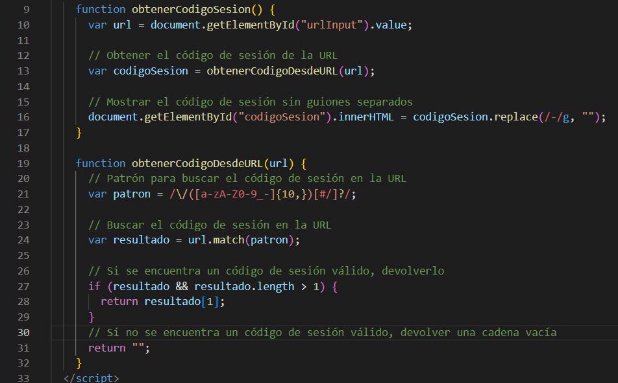 9 function obtenerCodigoSesion() {
10 var url = document.getElementById("urlInput").value;
11
12 // Obtener el código de sesión de la URL
13 var codigoSesion = obtenerCodigoDesdeURL(url);
14
15 // Mostrar el código de sesión sin guiones separados
16 document.getElementById("codigoSesion").innerHTML = codigoSesion.replace(/-/g, "");
17 }
18
19 function obtenerCodigoDesdeURL(url) {
20 // Patrón para buscar el código de sesión en la URL
21 var patron = /\/([a-zA-Z0-9_-]{10,})[#/]?/;
22
23 // Buscar el código de sesión en la URL
24 var resultado = url.match(patron);
25
26 // Si se encuentra un código de sesión válido, devolverlo
27 if (resultado && resultado.length > 1) {
28 return resultado[1];
29 }
30 // Si no se encuentra un código de sesión válido, devolver una cadena vacía
31 return "";
32 }
33 </script>